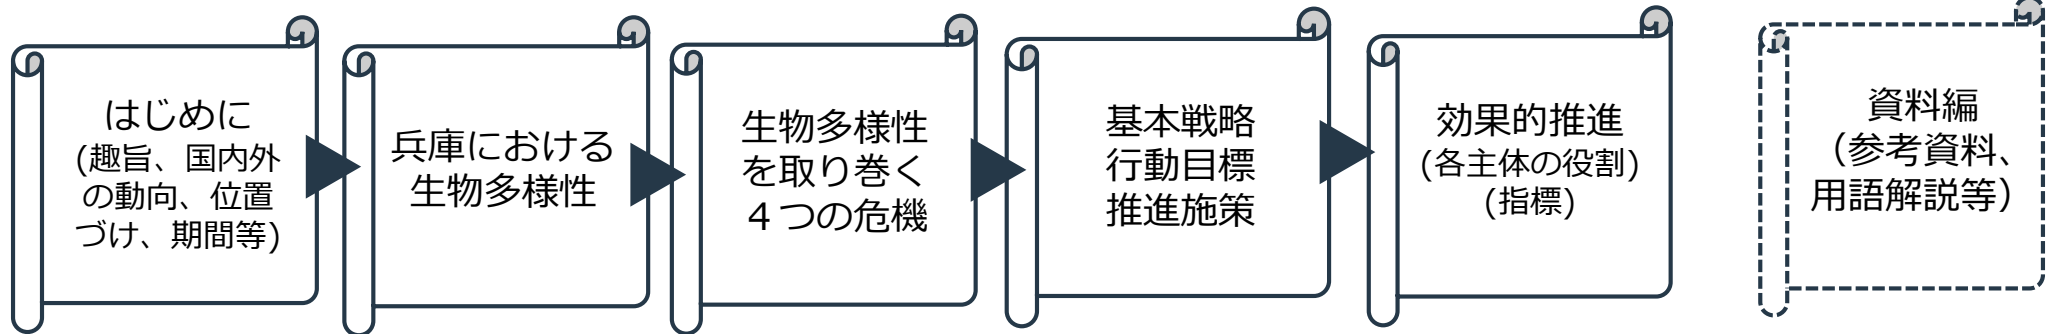 はじめに
(趣旨、国内外
の動向、位置
づけ、期間等)
兵庫における
生物多様性
生物多様性
を取り巻く
４つの危機
基本戦略
行動目標
推進施策
効果的推進
(各主体の役割)
(指標)
資料編
（参考資料、
用語解説等）